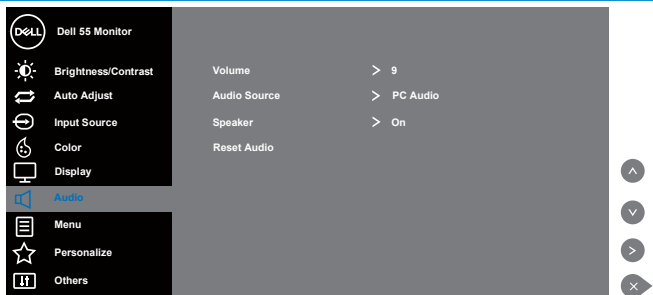 DELL Dell 55 Monitor
Brightness/Contrast Volume > 9
Auto Adjust Audio Source > PC Audio
Input Source Speaker > On
Color Reset Audio
Display
Audio
Menu
Personalize
Others